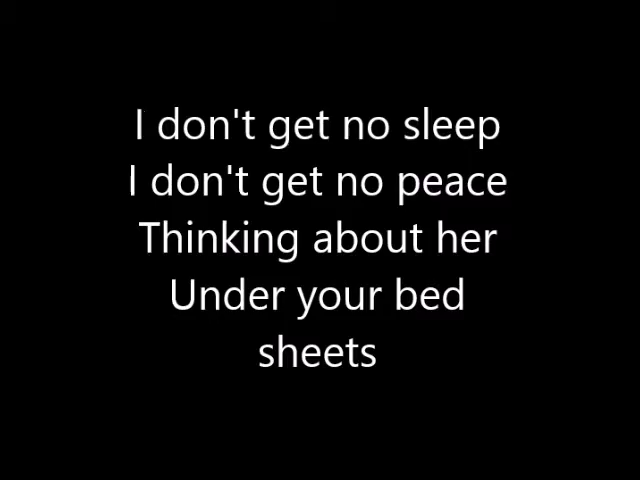 I don't get no sleep
I don't get no peace
Thinking about her
Under your bed
sheets